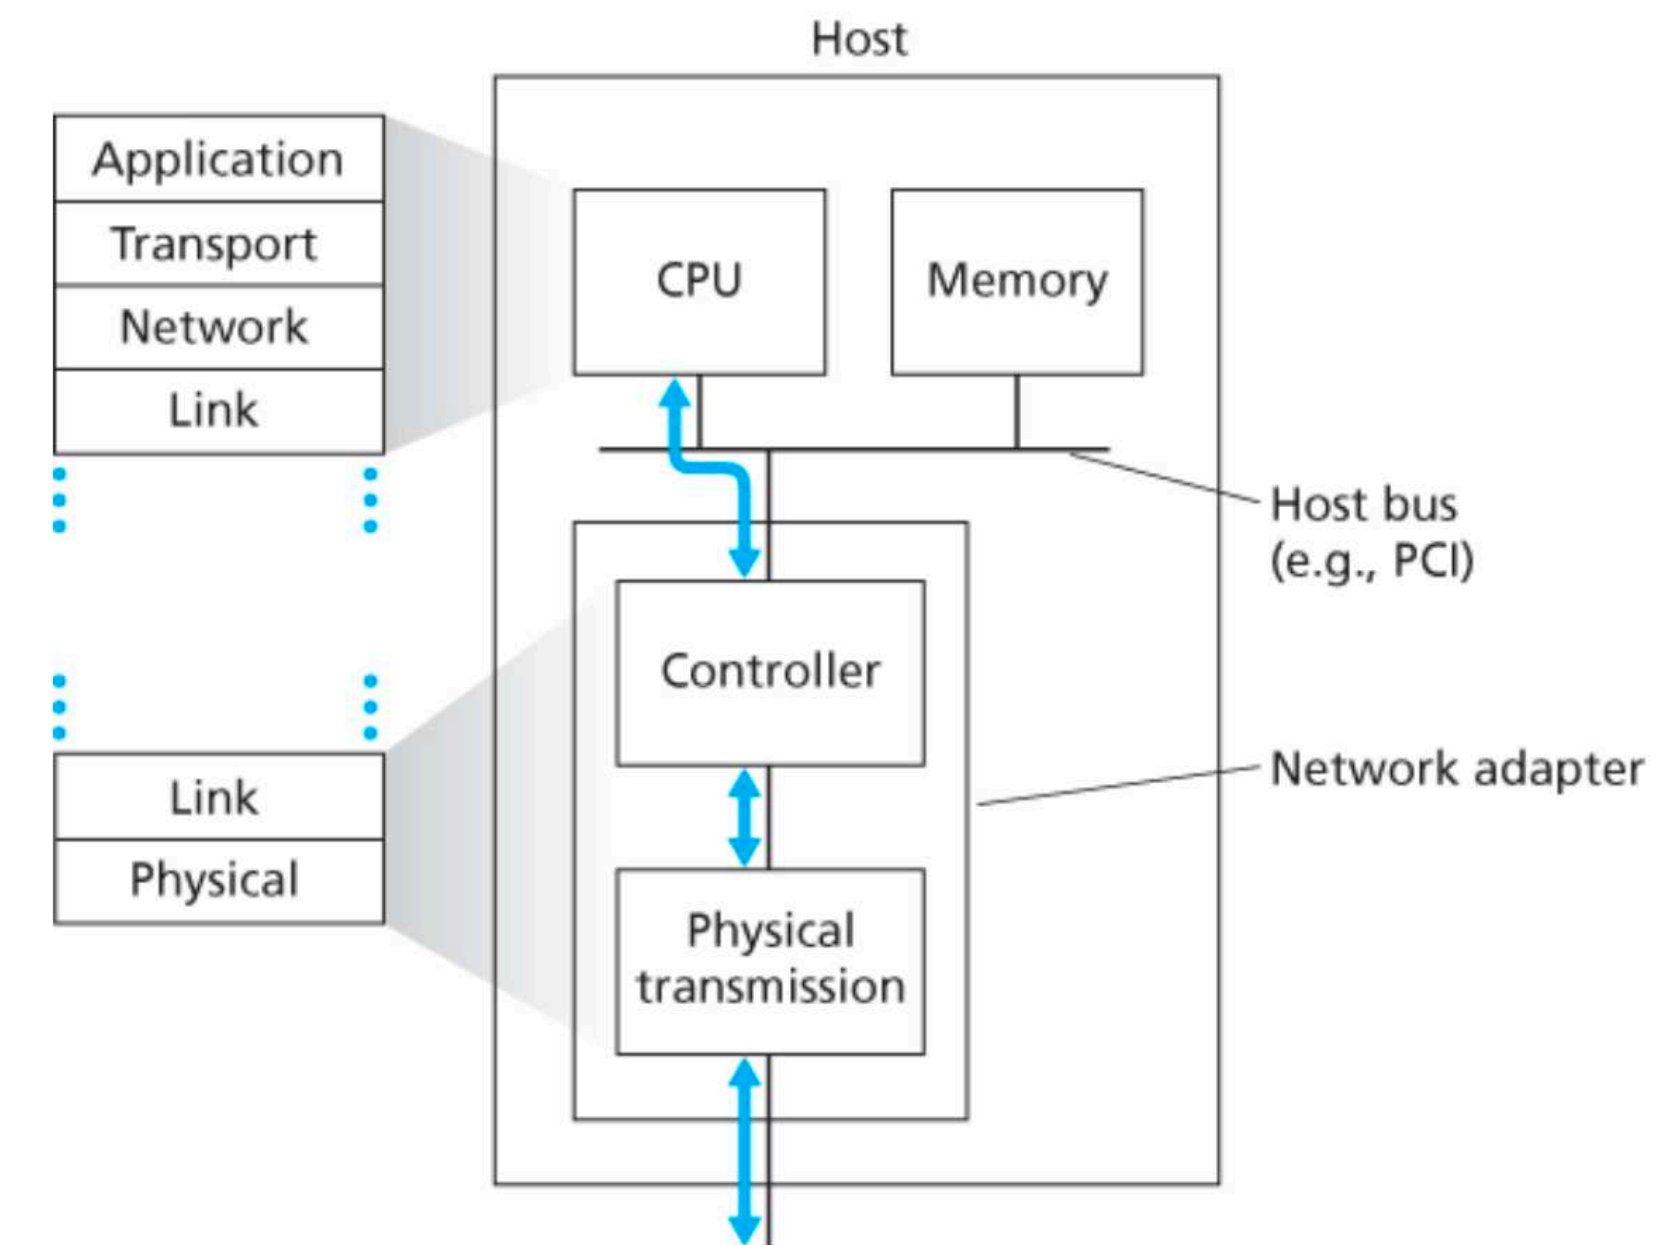 Host
Application
Transport
Network
Link
CPU
Memory
Host bus
(e.g., PCI)
Controller
Network adapter
Link
Physical
Physical
transmission